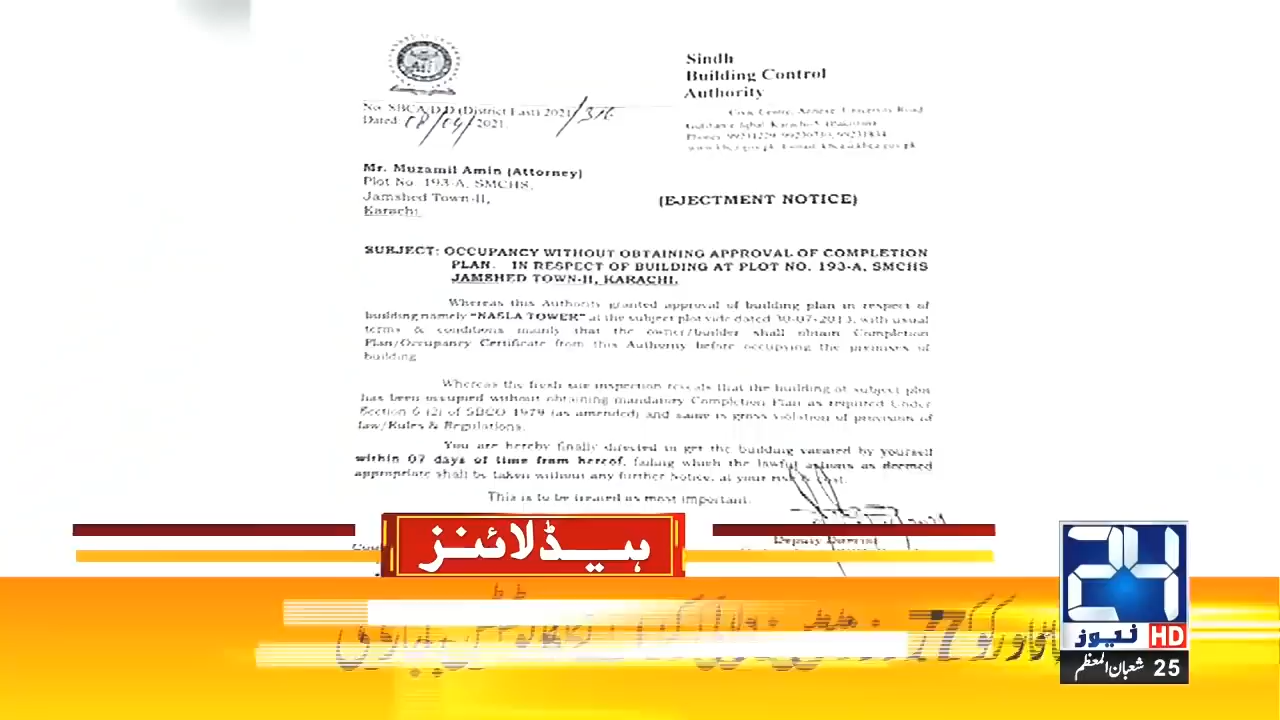 Sindh
Building Control
Authority
No. SBCA/D.D (District East) 2021/316
Dated: 08/04/2021.
Mr. Muzamil Amin (Attorney)
Plot No. 193-A, SMCHS,
Jamshed Town-II,
Karachi.
(EJECTMENT NOTICE)
SUBJECT: OCCUPANCY WITHOUT OBTAINING APPROVAL OF COMPLETION
PLAN. IN RESPECT OF BUILDING AT PLOT NO. 193-A, SMCHS
JAMSHED TOWN-II, KARACHI.
Whereas this Authority granted approval of building plan in respect of
building namely "NASLA TOWER" at the subject plot vide dated 30-07-2013, with usual
terms & conditions mainly that the owner/builder shall obtain Completion
Plan/Occupancy Certificate from this Authority before occupying the premises of
building.
Whereas the fresh site inspection reveals that the building at subject plot
has been occupied without obtaining mandatory Completion Plan as required Under
Section 6 (2) of SBCO 1979 (as amended) and same is gross violation of provision of
law/Rules & Regulations.
You are hereby finally directed to get the building vacated by yourself
within 07 days of time from hereof, failing which the lawful actions as deemed
appropriate shall be taken without any further Notice, at your risk & cost.
This is to be treated as most important.
Deputy Director
ہیڈلائنز
24
نیوز HD
25 شعبان المعظم